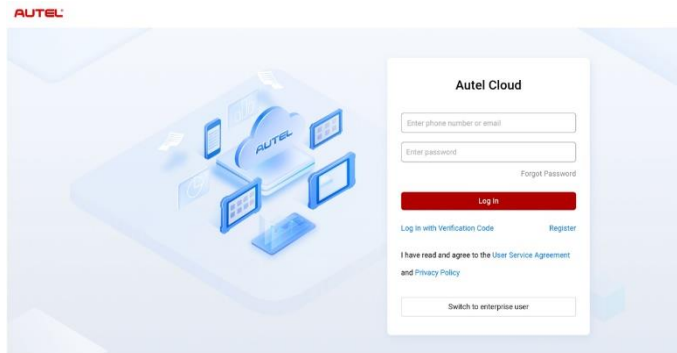 AUTEL
Autel Cloud
AUTEL
Enter phone number or email
Enter password
Forgot Password
Log In
Log In with Verification Code Register
I have read and agree to the User Service Agreement
and Privacy Policy
Switch to enterprise user